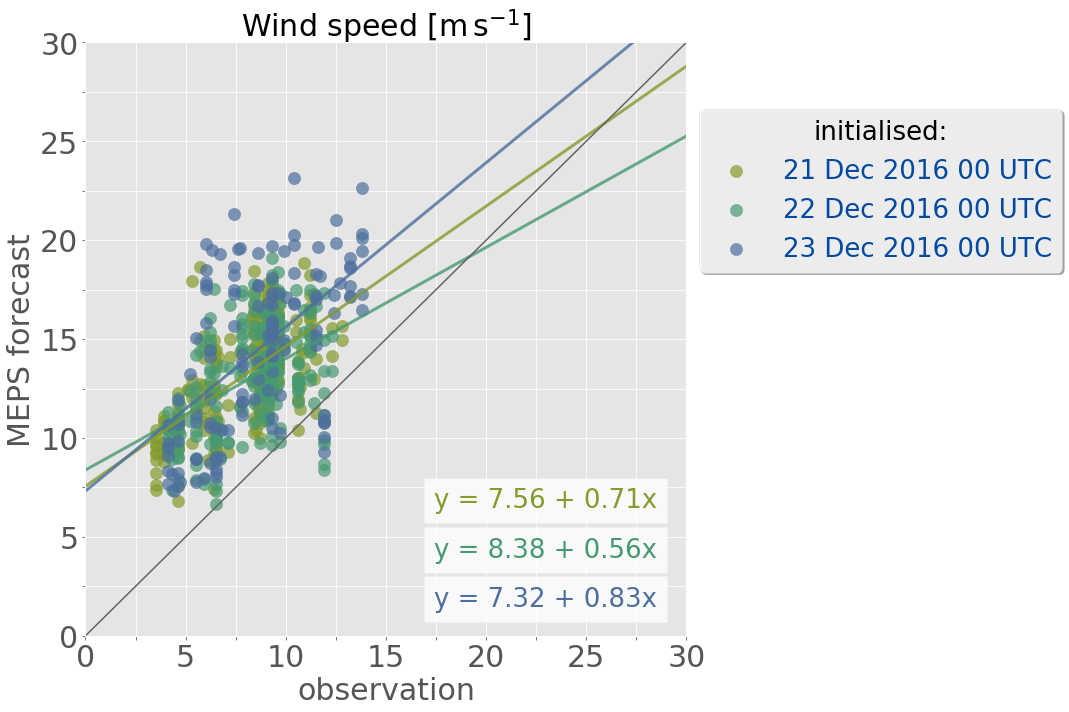 Wind speed [m s⁻¹]
30
25
20
15
10
5
0
MEPS forecast
0 5 10 15 20 25 30
observation
y = 7.56 + 0.71x
y = 8.38 + 0.56x
y = 7.32 + 0.83x
initialised:
21 Dec 2016 00 UTC
22 Dec 2016 00 UTC
23 Dec 2016 00 UTC